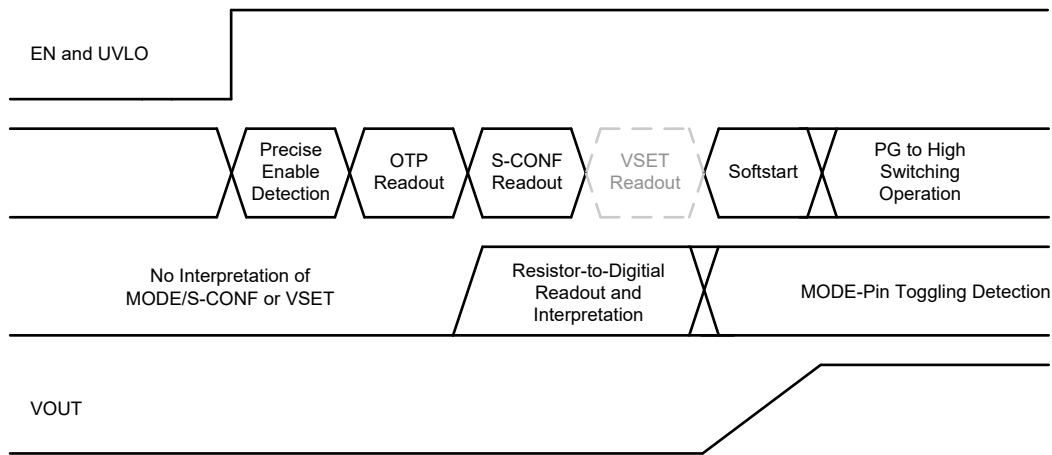 EN and UVLO
Precise
Enable
Detection
OTP
Readout
S-CONF
Readout
VSET
Readout
Softstart
PG to High
Switching
Operation
No Interpretation of
MODE/S-CONF or VSET
Resistor-to-Digitial
Readout and
Interpretation
MODE-Pin Toggling Detection
VOUT